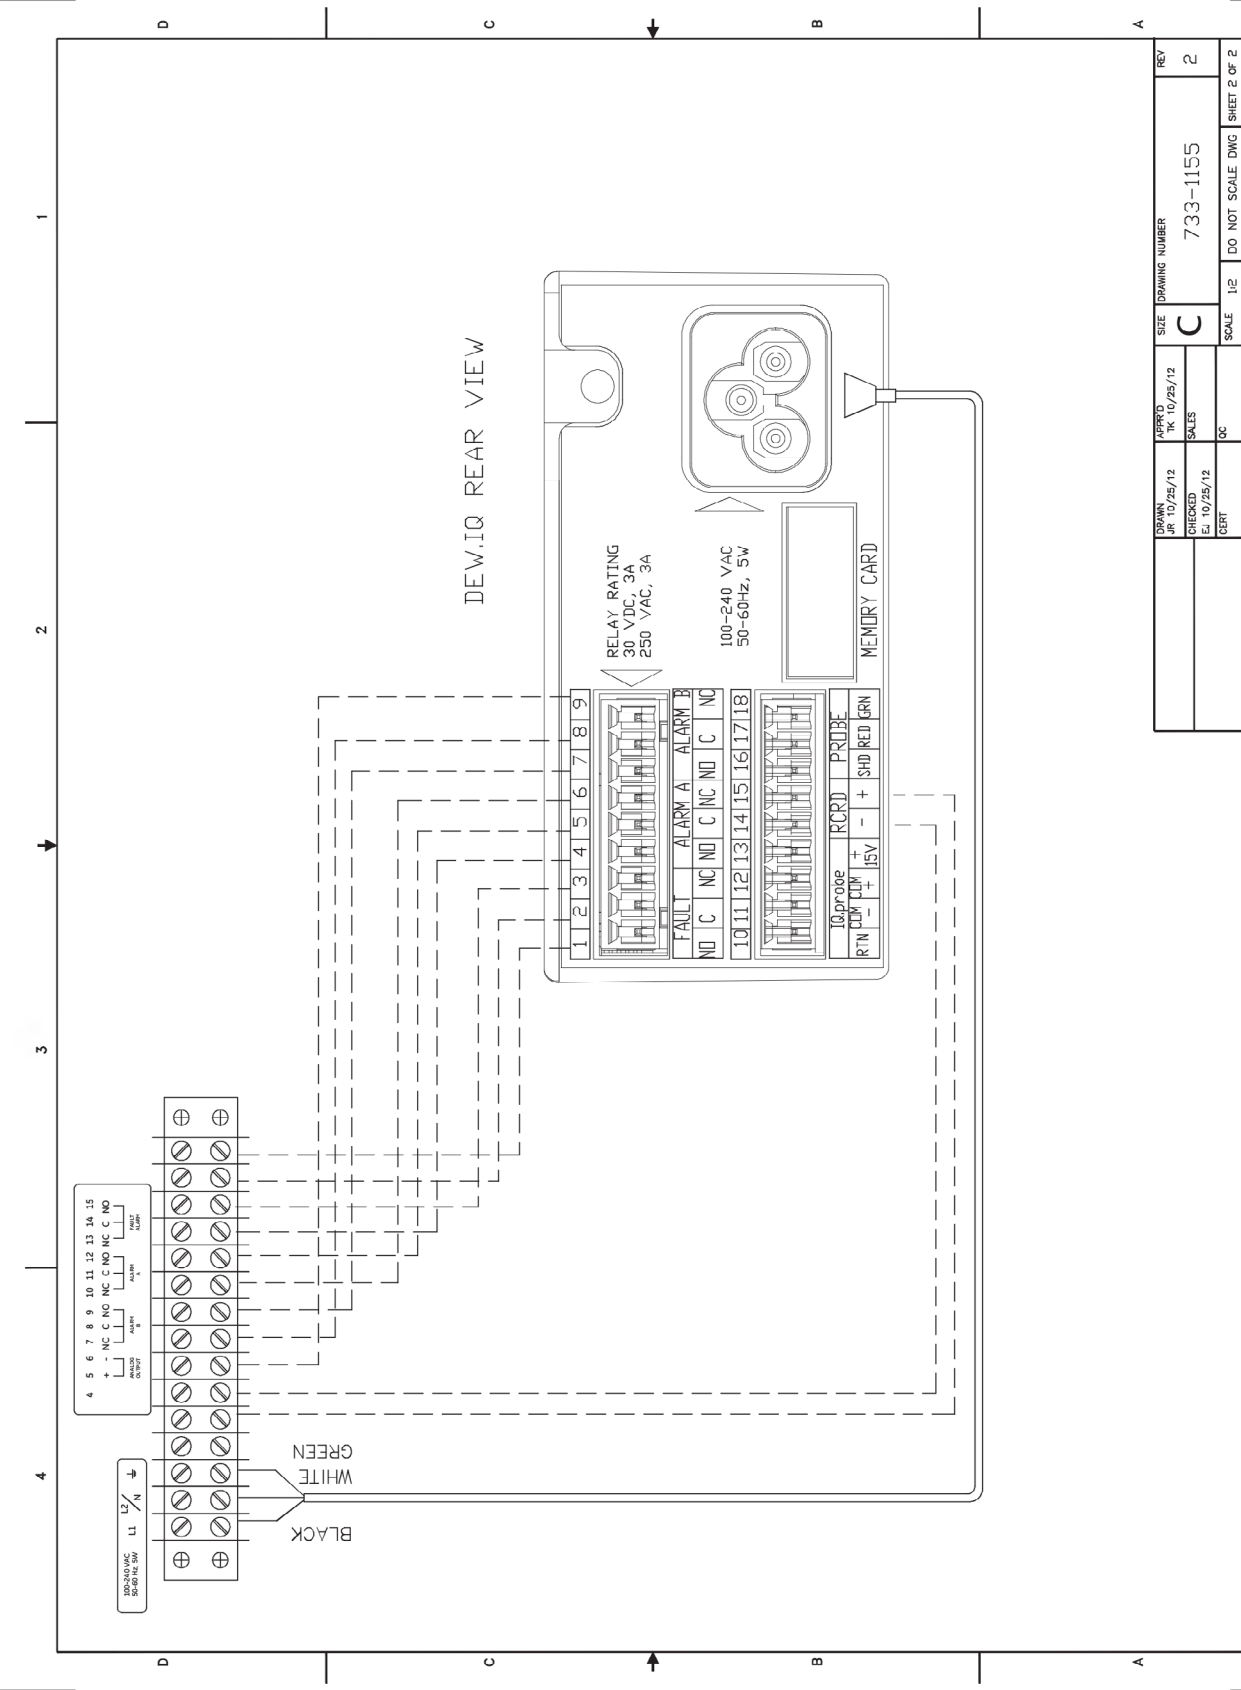 D C B A
1
2
3
4
DEW.IQ REAR VIEW
RELAY RATING
30 VDC, 3A
250 VAC, 3A
100-240 VAC
50-60Hz, 5W
MEMORY CARD
1 2 3 4 5 6 7 8 9
FAULT ALARM A ALARM B
NO C NC NO C NC NO C NC
10 11 12 13 14 15 16 17 18
IQ.probe RCRD PROBE
COM COM +
RTN - + 15V - + SHD RED GRN
4 5 6 7 8 9 10 11 12 13 14 15
+ - NC C NO NC C NO NC C NO
ANALOG
OUTPUT
ALARM
B
ALARM
A
FAULT
ALARM
100-240 VAC
50-60 Hz 5W
L1 L2/N
BLACK
WHITE
GREEN
DRAWN
JR 10/25/12
APPR'D
TK 10/25/12
CHECKED
EJ 10/25/12
SALES
CERT
QC
SIZE
C
DRAWING NUMBER
733-1155
REV
2
SCALE 1:2
DO NOT SCALE DWG
SHEET 2 OF 2
D C B A